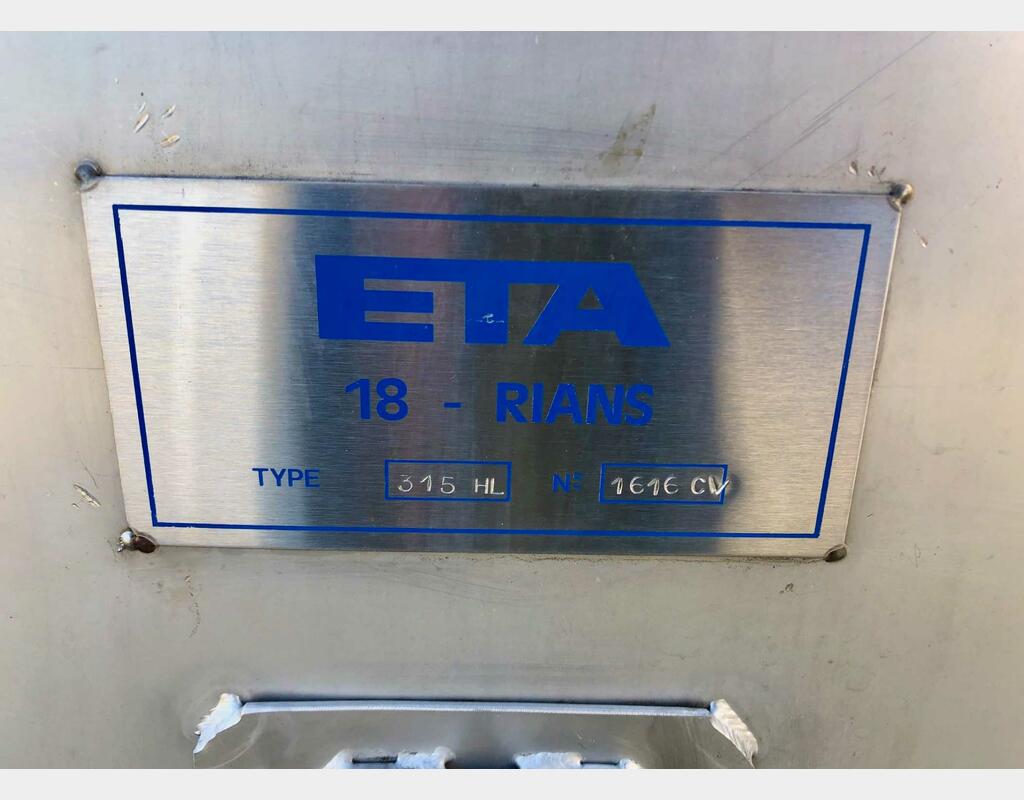 ETA
18 - RIANS
TYPE 315 HL N° 1616 CV